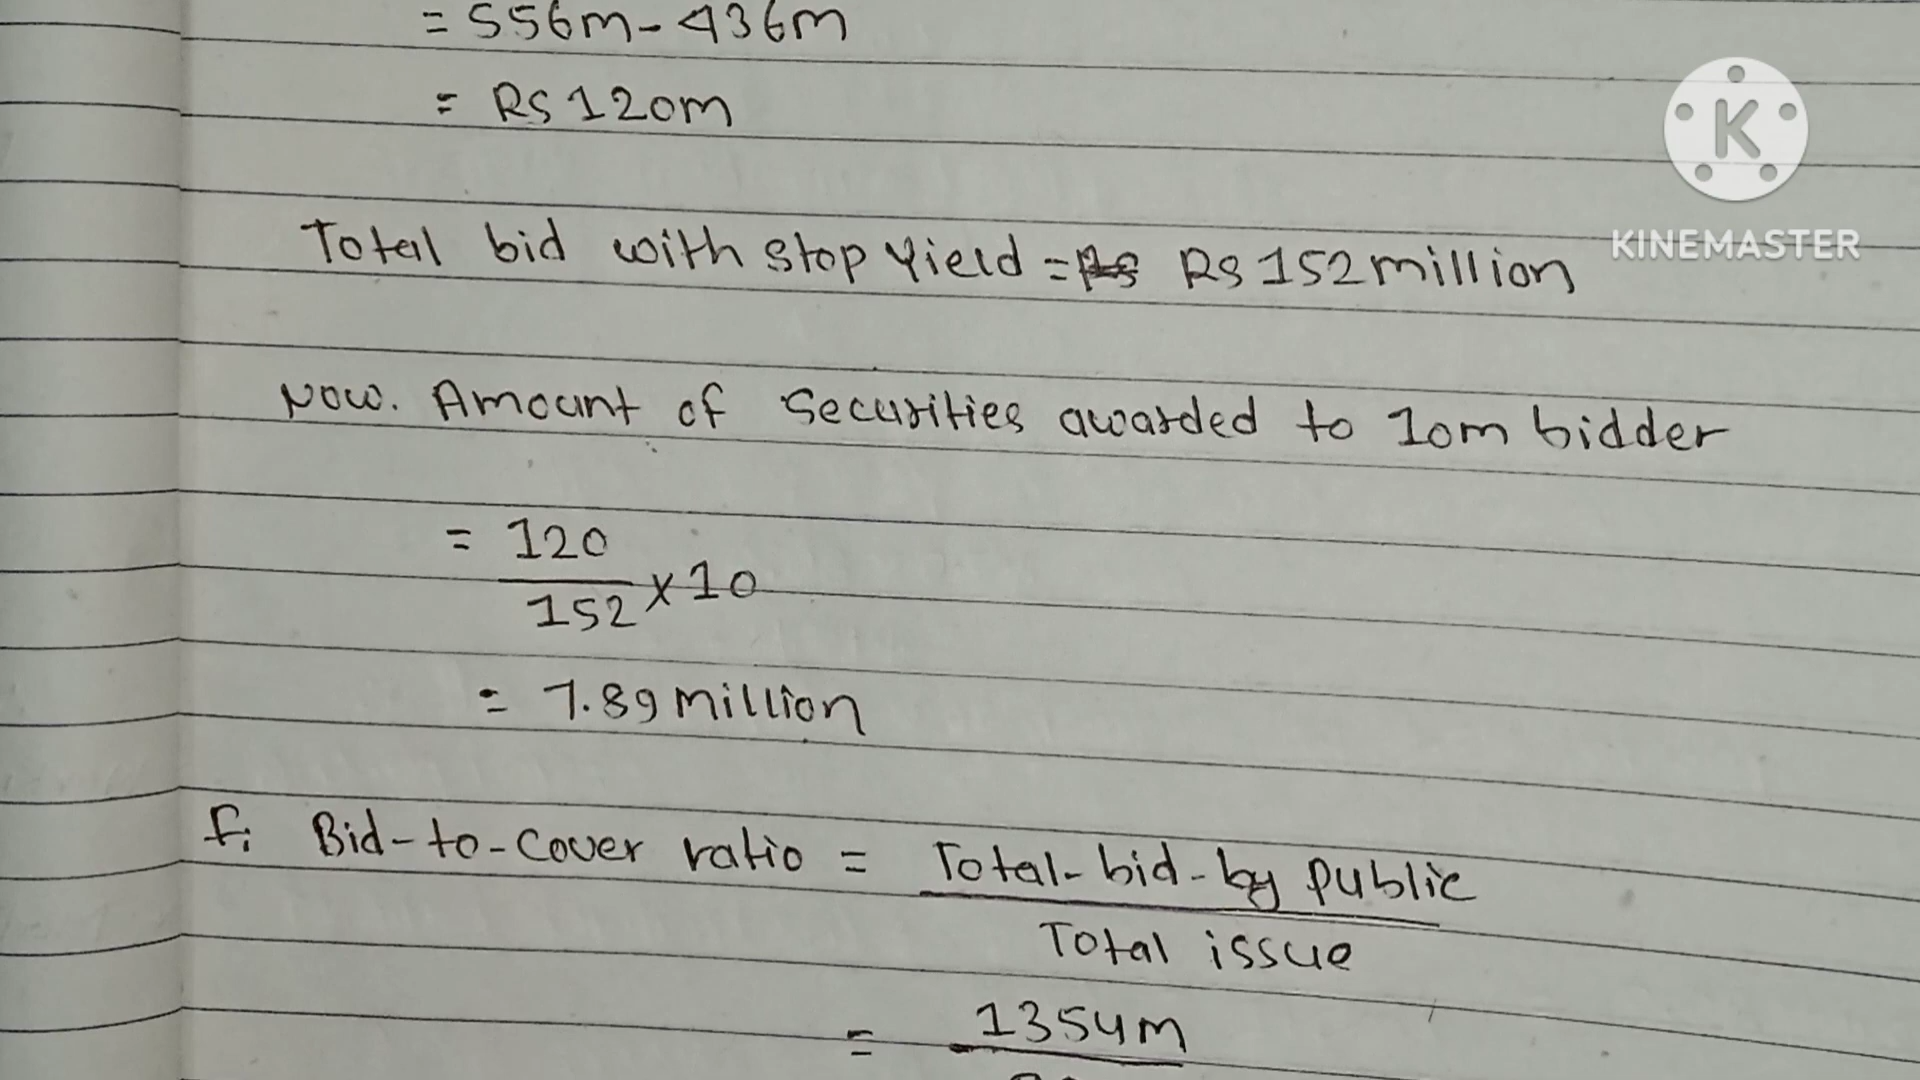 = 556m - 436m
= Rs 120m
K
KINEMASTER
Total bid with stop yield = Rs 152 million
Now. Amount of securities awarded to 10m bidder
= 120
152 × 10
= 7.89 million
f. Bid-to-cover ratio = Total-bid-by public
Total issue
= 1354m